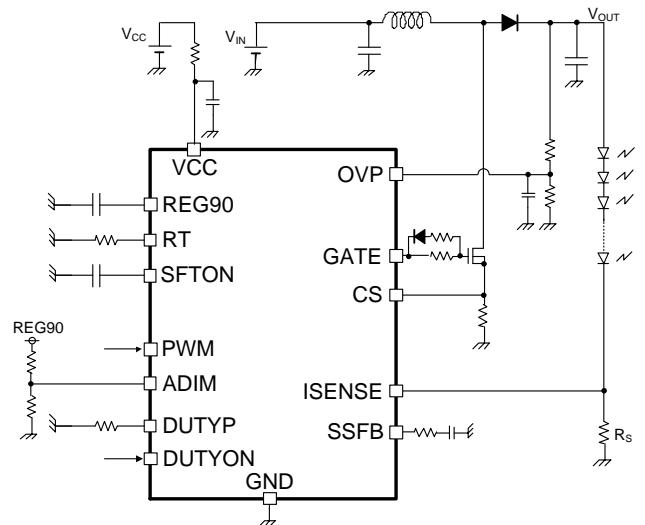 VCC
VIN
VOUT
VCC
OVP
REG90
RT
GATE
SFTON
CS
REG90
PWM
ADIM
ISENSE
DUTYP
SSFB
RS
DUTYON
GND